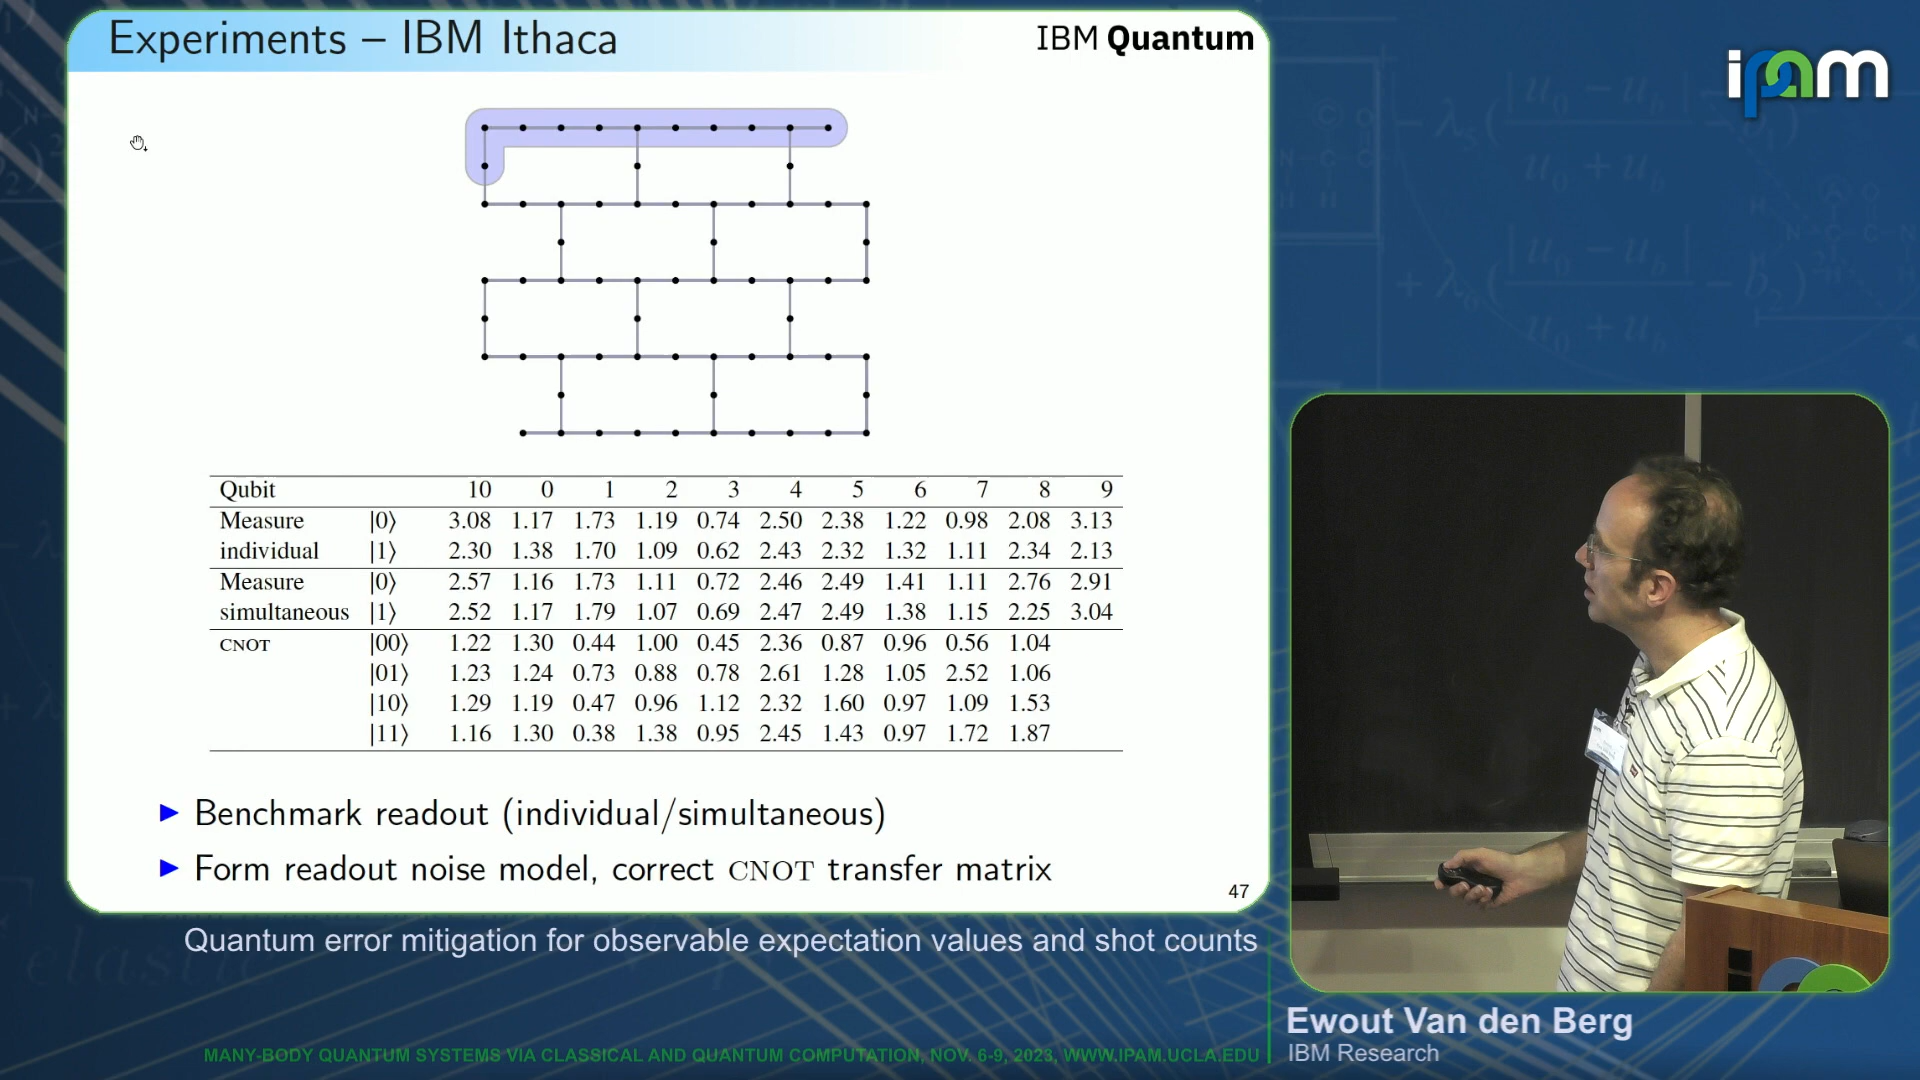 Experiments – IBM Ithaca
IBM Quantum
ipam
Qubit 10 0 1 2 3 4 5 6 7 8 9
Measure |0⟩ 3.08 1.17 1.73 1.19 0.74 2.50 2.38 1.22 0.98 2.08 3.13
individual |1⟩ 2.30 1.38 1.70 1.09 0.62 2.43 2.32 1.32 1.11 2.34 2.13
Measure |0⟩ 2.57 1.16 1.73 1.11 0.72 2.46 2.49 1.41 1.11 2.76 2.91
simultaneous |1⟩ 2.52 1.17 1.79 1.07 0.69 2.47 2.49 1.38 1.15 2.25 3.04
CNOT |00⟩ 1.22 1.30 0.44 1.00 0.45 2.36 0.87 0.96 0.56 1.04
|01⟩ 1.23 1.24 0.73 0.88 0.78 2.61 1.28 1.05 2.52 1.06
|10⟩ 1.29 1.19 0.47 0.96 1.12 2.32 1.60 0.97 1.09 1.53
|11⟩ 1.16 1.30 0.38 1.38 0.95 2.45 1.43 0.97 1.72 1.87
▶ Benchmark readout (individual/simultaneous)
▶ Form readout noise model, correct CNOT transfer matrix
47
Quantum error mitigation for observable expectation values and shot counts
Ewout Van den Berg
IBM Research
MANY-BODY QUANTUM SYSTEMS VIA CLASSICAL AND QUANTUM COMPUTATION, NOV. 6-9, 2023, WWW.IPAM.UCLA.EDU